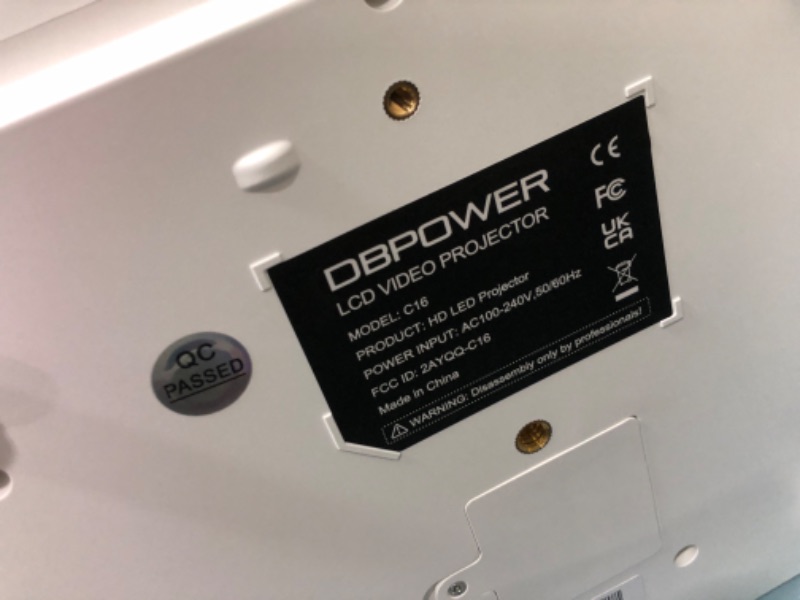 DBPOWER
LCD VIDEO PROJECTOR
MODEL: C16
PRODUCT: HD LED Projector
POWER INPUT: AC100-240V,50/60Hz
FCC ID: 2AYQQ-C16
Made in China
WARNING: Disassembly only by professionals!
CE
FC
UK
CA
QC
PASSED